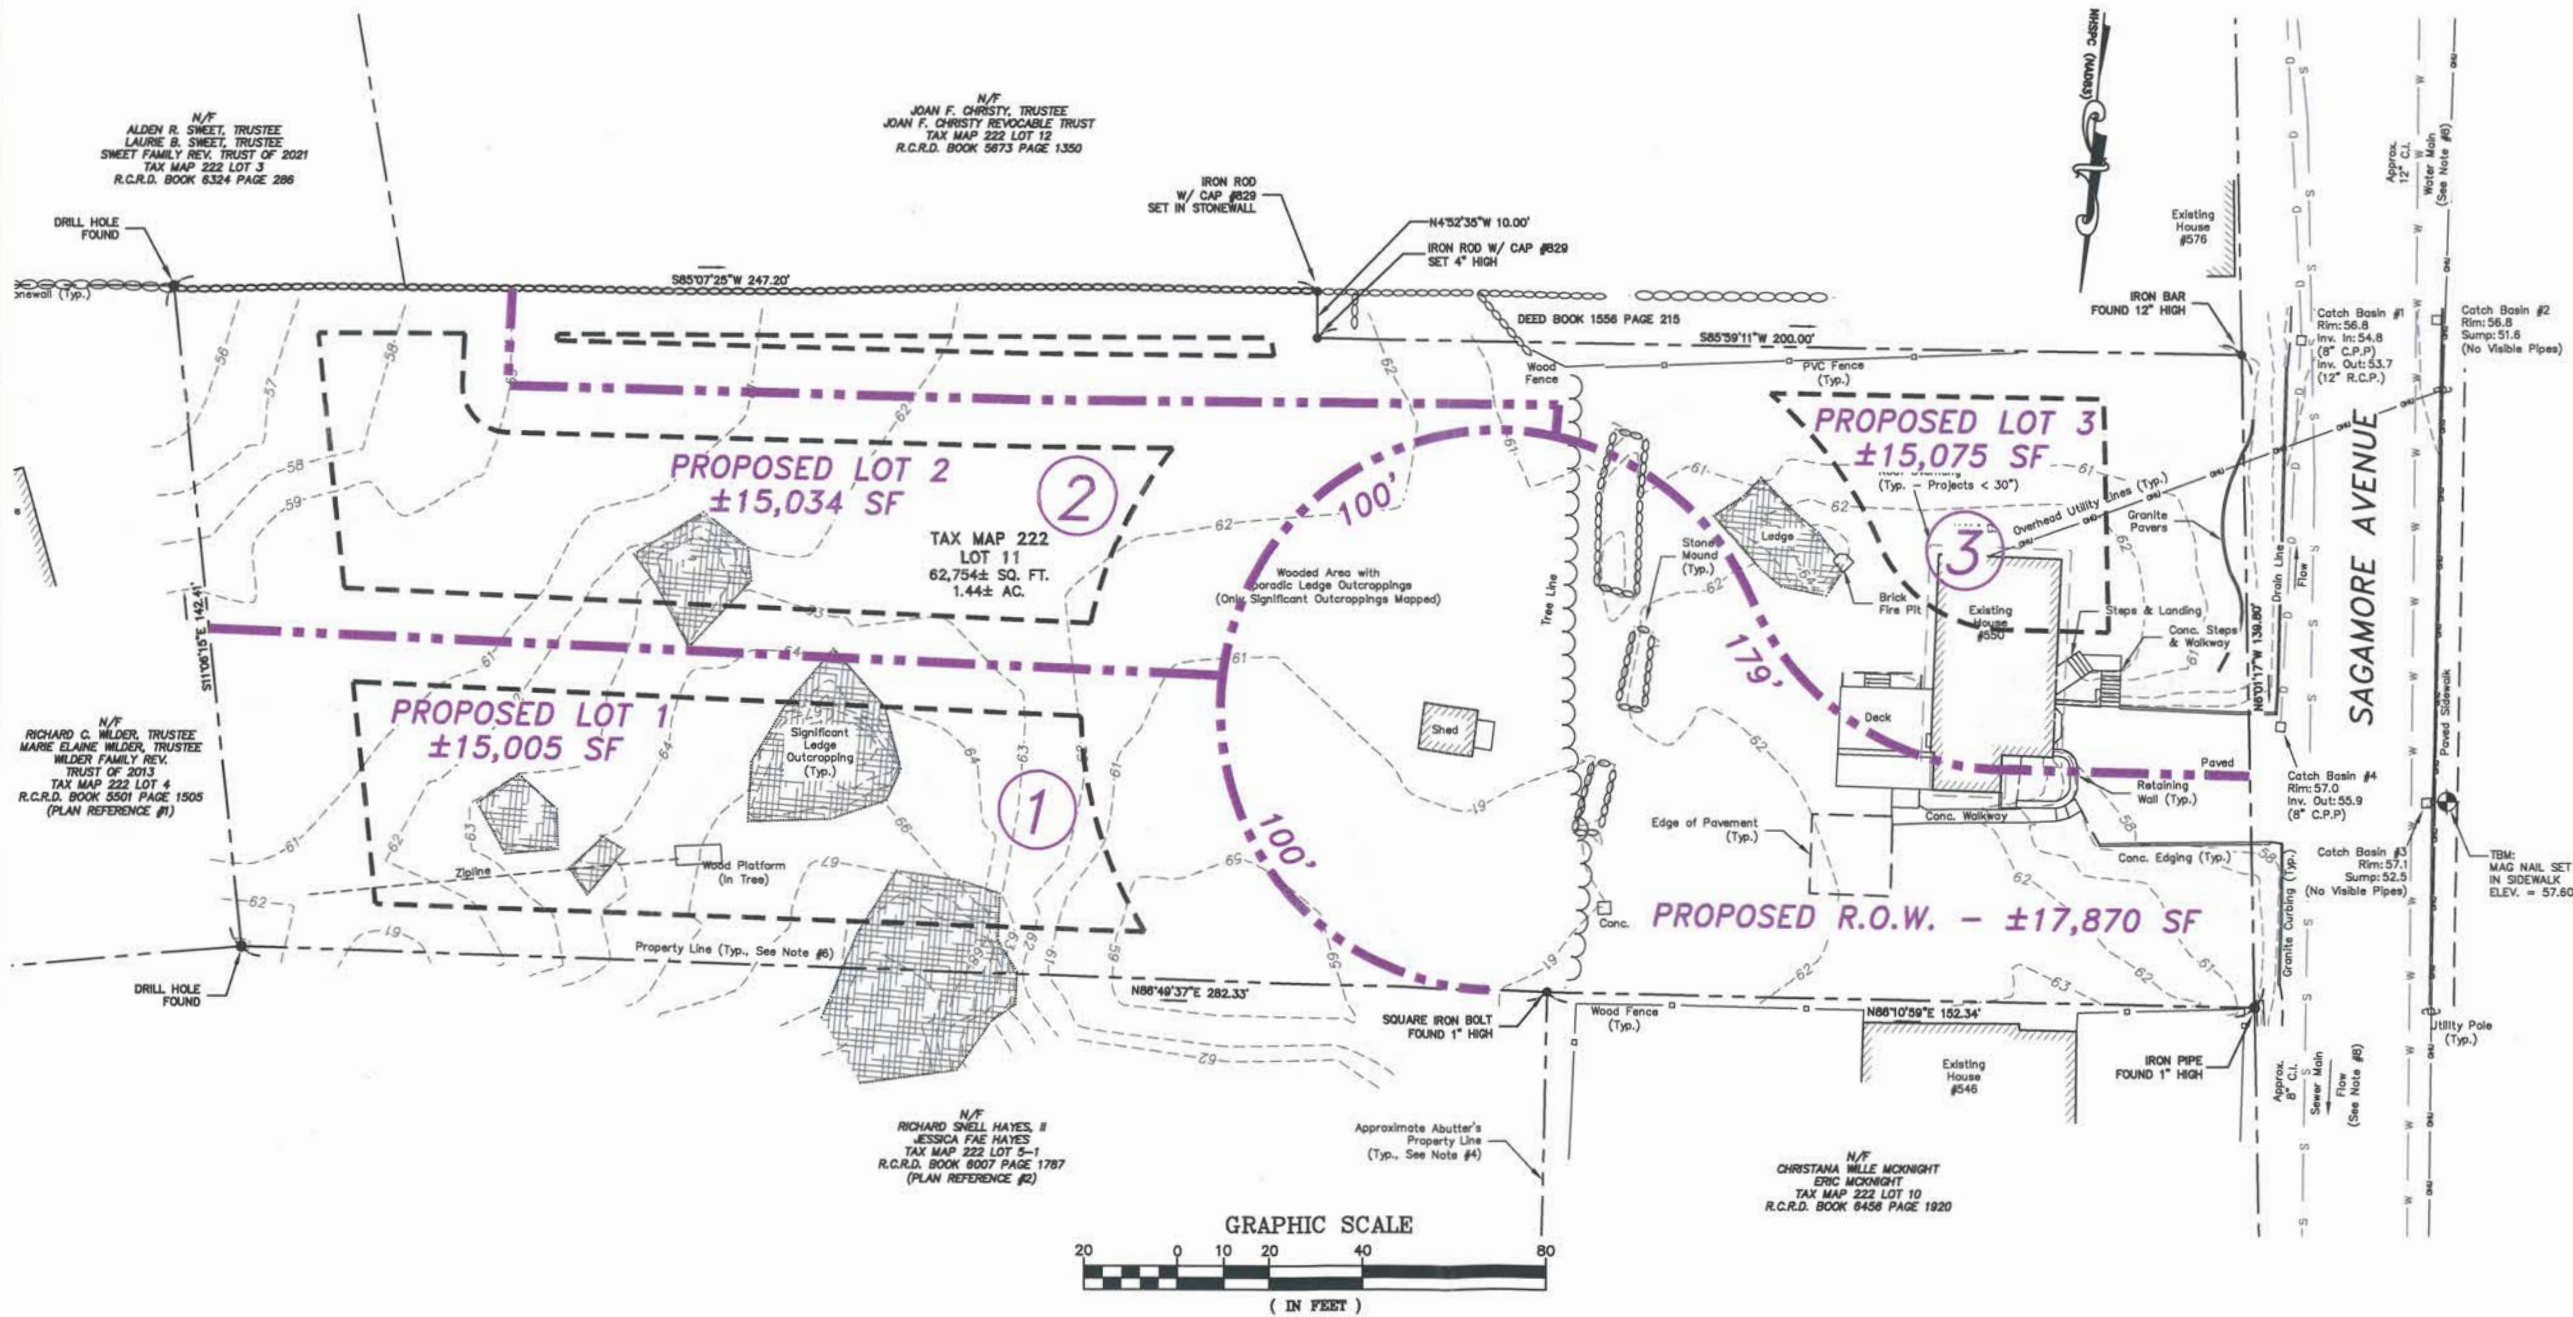 N/F
ALDEN R. SWEET, TRUSTEE
LAURIE B. SWEET, TRUSTEE
SWEET FAMILY REV. TRUST OF 2021
TAX MAP 222 LOT 3
R.C.R.D. BOOK 6324 PAGE 286
N/F
JOAN F. CHRISTY, TRUSTEE
JOAN F. CHRISTY REVOCABLE TRUST
TAX MAP 222 LOT 12
R.C.R.D. BOOK 5673 PAGE 1350
NHSPC (NAD83)
DRILL HOLE
FOUND
IRON ROD
W/ CAP #829
SET IN STONEWALL
N4°52'35"W 10.00'
IRON ROD W/ CAP #829
SET 4" HIGH
Existing
House
#576
Approx.
12" C.I.
Water Main
(See Note #8)
onewall (Typ.)
S85°07'25"W 247.20'
DEED BOOK 1556 PAGE 215
S85°59'11"W 200.00'
IRON BAR
FOUND 12" HIGH
Catch Basin #1
Rim: 56.8
Inv. In: 54.8
(8" C.P.P)
Inv. Out: 53.7
(12" R.C.P.)
Catch Basin #2
Rim: 56.8
Sump: 51.6
(No Visible Pipes)
Wood
Fence
PVC Fence
(Typ.)
PROPOSED LOT 3
±15,075 SF
(Typ. - Projects < 30")
3
Overhead Utility Lines (Typ.)
Granite
Pavers
PROPOSED LOT 2
±15,034 SF
2
TAX MAP 222
LOT 11
62,754± SQ. FT.
1.44± AC.
100'
Wooded Area with
poradic Ledge Outcroppings
(Only Significant Outcroppings Mapped)
Tree Line
Stone
Mound
(Typ.)
Ledge
Brick
Fire Pit
Existing
House
#550
Steps & Landing
Conc. Steps
& Walkway
Drain Line
Flow
SAGAMORE AVENUE
S11°06'15"E 142.41'
N6°01'17"W 139.80'
179'
Deck
Shed
Paved
Retaining
Wall (Typ.)
Paved Sidewalk
N/F
RICHARD C. WILDER, TRUSTEE
MARIE ELAINE WILDER, TRUSTEE
WILDER FAMILY REV.
TRUST OF 2013
TAX MAP 222 LOT 4
R.C.R.D. BOOK 5501 PAGE 1505
(PLAN REFERENCE #1)
PROPOSED LOT 1
±15,005 SF
Significant
Ledge
Outcropping
(Typ.)
1
100'
Zipline
Wood Platform
(In Tree)
Edge of Pavement
(Typ.)
Conc. Walkway
Conc. Edging (Typ.)
Catch Basin #4
Rim: 57.0
Inv. Out: 55.9
(8" C.P.P)
Catch Basin #3
Rim: 57.1
Sump: 52.5
(No Visible Pipes)
TBM:
MAG NAIL SET
IN SIDEWALK
ELEV. = 57.60
Conc.
PROPOSED R.O.W. - ±17,870 SF
Granite Curbing (Typ.)
Property Line (Typ., See Note #6)
DRILL HOLE
FOUND
N86°49'37"E 282.33'
SQUARE IRON BOLT
FOUND 1" HIGH
Wood Fence
(Typ.)
N86°10'59"E 152.34'
Existing
House
#546
IRON PIPE
FOUND 1" HIGH
Utility Pole
(Typ.)
Approx.
8" C.I.
Sewer Main
Flow
(See Note #8)
N/F
RICHARD SNELL HAYES, II
JESSICA FAE HAYES
TAX MAP 222 LOT 5-1
R.C.R.D. BOOK 6007 PAGE 1787
(PLAN REFERENCE #2)
Approximate Abutter's
Property Line
(Typ., See Note #4)
N/F
CHRISTANA WILLE MCKNIGHT
ERIC MCKNIGHT
TAX MAP 222 LOT 10
R.C.R.D. BOOK 6456 PAGE 1920
GRAPHIC SCALE
20 0 10 20 40 80
( IN FEET )